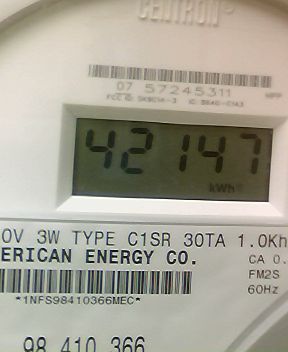 CENTRON®
07 57245311
42147
kWh
0V 3W TYPE C1SR 30TA 1.0Kh
ERICAN ENERGY CO.
CA 0.
FM2S
60Hz
*1NFS98410366MEC*
98 410 366